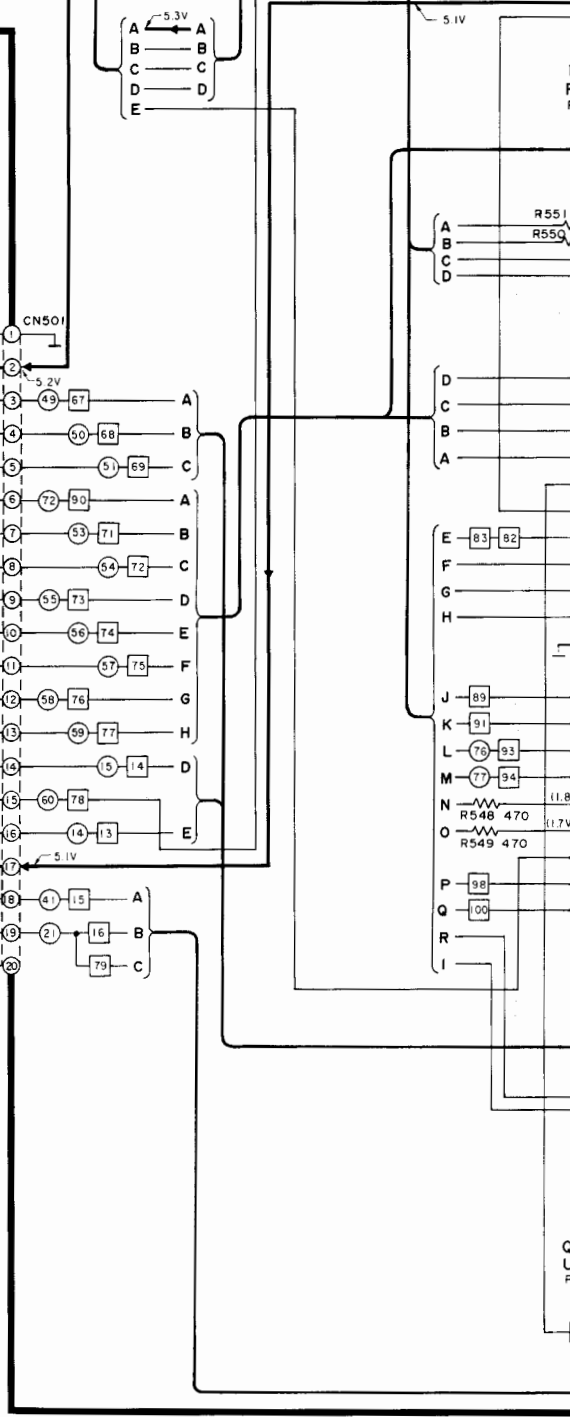 5.3V
5.1V
A A
B B
C C
D D
E
A R551
B R550
C
D
CN501
1
2
5.2V
3 49 67 A
4 50 68 B
5 51 69 C
6 72 90 A
7 53 71 B
8 54 72 C
9 55 73 D
10 56 74 E
11 57 75 F
12 58 76 G
13 59 77 H
14 15 14 D
15 60 78
16 14 13 E
17 5.1V
18 41 15 A
19 21 16 B
79 C
20
D
C
B
A
E 83 82
F
G
H
J 89
K 91
L 76 93
M 77 94
N (1.8
R548 470
O (1.7V
R549 470
P 98
Q 100
R
I